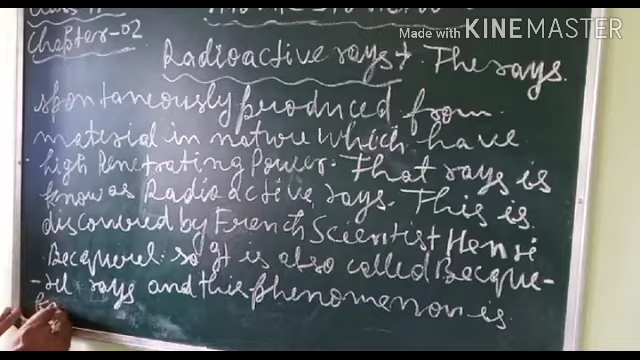 Made with KINEMASTER
Chapter-02
Radioactive rays+. The rays.
spontaneously produced from
material in nature which have
high Penetrating Power. That rays is
know as Radioactive rays. This is
discovered by French Scientist Henri
Becquerel. so It is also called Becque-
-rel rays and this phenomenon is